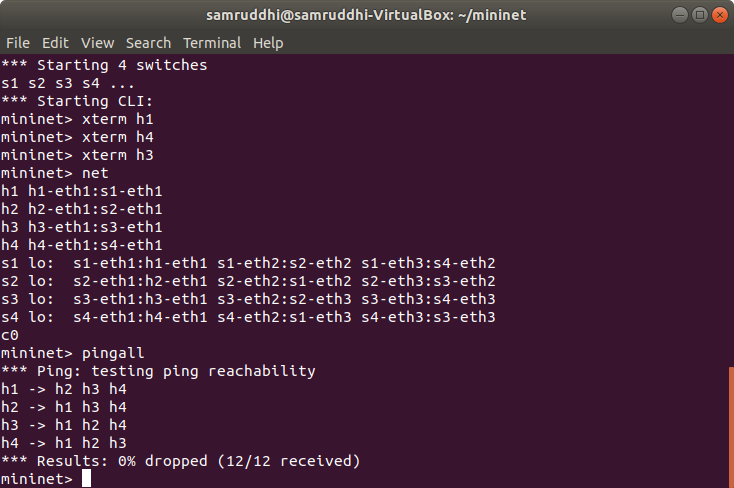 samruddhi@samruddhi-VirtualBox: ~/mininet
File Edit View Search Terminal Help
*** Starting 4 switches
s1 s2 s3 s4 ...
*** Starting CLI:
mininet> xterm h1
mininet> xterm h4
mininet> xterm h3
mininet> net
h1 h1-eth1:s1-eth1
h2 h2-eth1:s2-eth1
h3 h3-eth1:s3-eth1
h4 h4-eth1:s4-eth1
s1 lo:  s1-eth1:h1-eth1 s1-eth2:s2-eth2 s1-eth3:s4-eth2
s2 lo:  s2-eth1:h2-eth1 s2-eth2:s1-eth2 s2-eth3:s3-eth2
s3 lo:  s3-eth1:h3-eth1 s3-eth2:s2-eth3 s3-eth3:s4-eth3
s4 lo:  s4-eth1:h4-eth1 s4-eth2:s1-eth3 s4-eth3:s3-eth3
c0
mininet> pingall
*** Ping: testing ping reachability
h1 -> h2 h3 h4
h2 -> h1 h3 h4
h3 -> h1 h2 h4
h4 -> h1 h2 h3
*** Results: 0% dropped (12/12 received)
mininet>